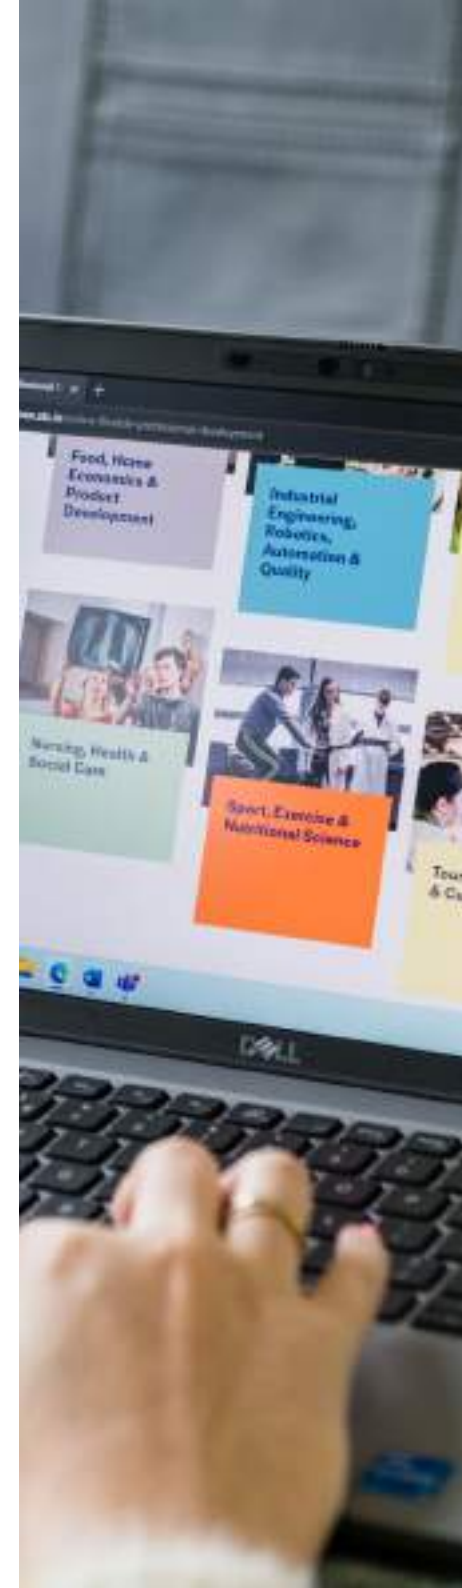 Food, Home
Economics &
Product
Development
Industrial
Engineering,
Robotics,
Automation &
Quality
Nursing, Health &
Social Care
Sport, Exercise &
Nutritional Science
& Cu
DELL